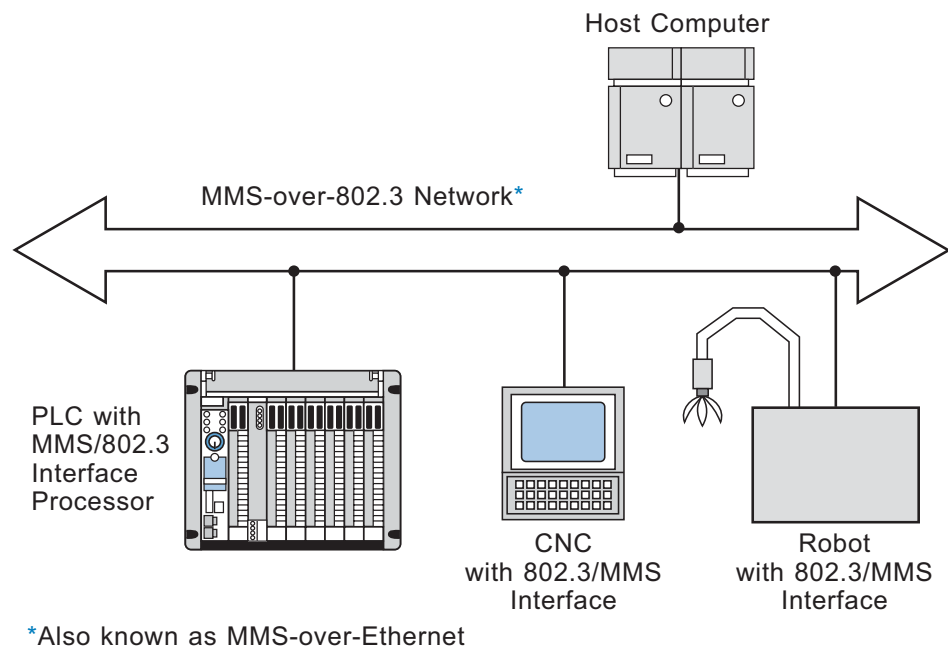 Host Computer
MMS-over-802.3 Network*
PLC with
MMS/802.3
Interface
Processor
CNC
with 802.3/MMS
Interface
Robot
with 802.3/MMS
Interface
*Also known as MMS-over-Ethernet